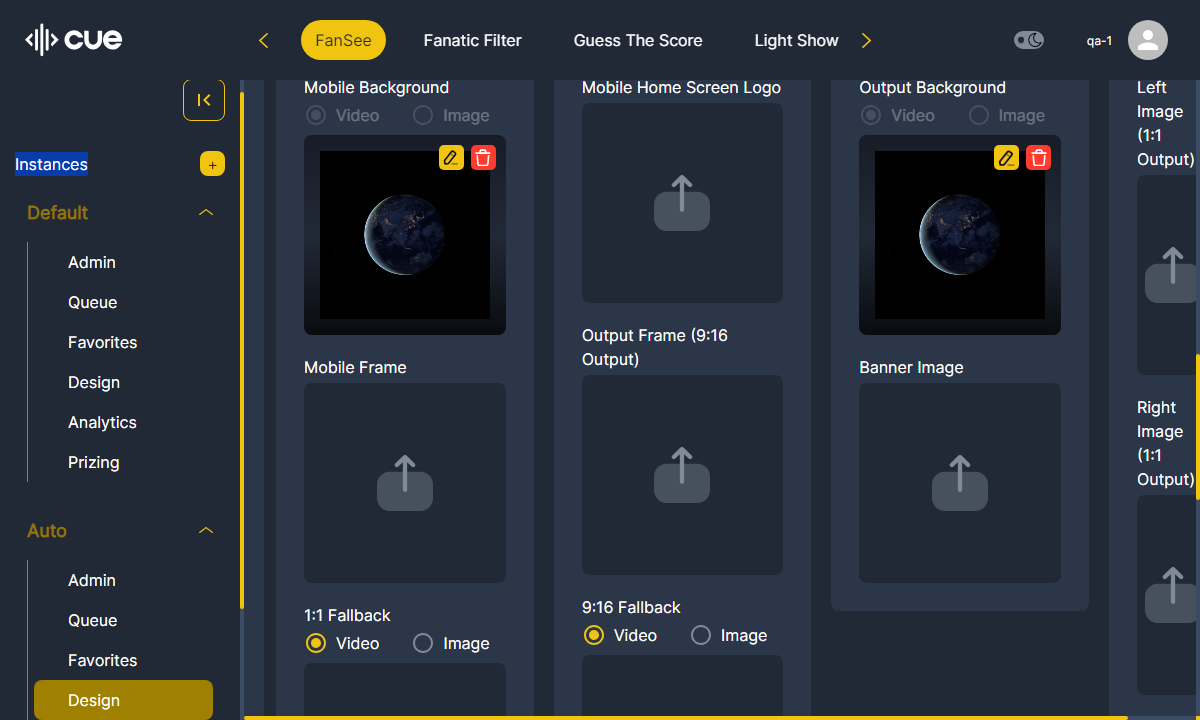 cue
FanSee
Fanatic Filter
Guess The Score
Light Show
qa-1
Instances
+
Default
Admin
Queue
Favorites
Design
Analytics
Prizing
Auto
Admin
Queue
Favorites
Design
Mobile Background
Video
Image
Mobile Frame
1:1 Fallback
Video
Image
Mobile Home Screen Logo
Output Frame (9:16
Output)
9:16 Fallback
Video
Image
Output Background
Video
Image
Banner Image
Left
Image
(1:1
Output)
Right
Image
(1:1
Output)